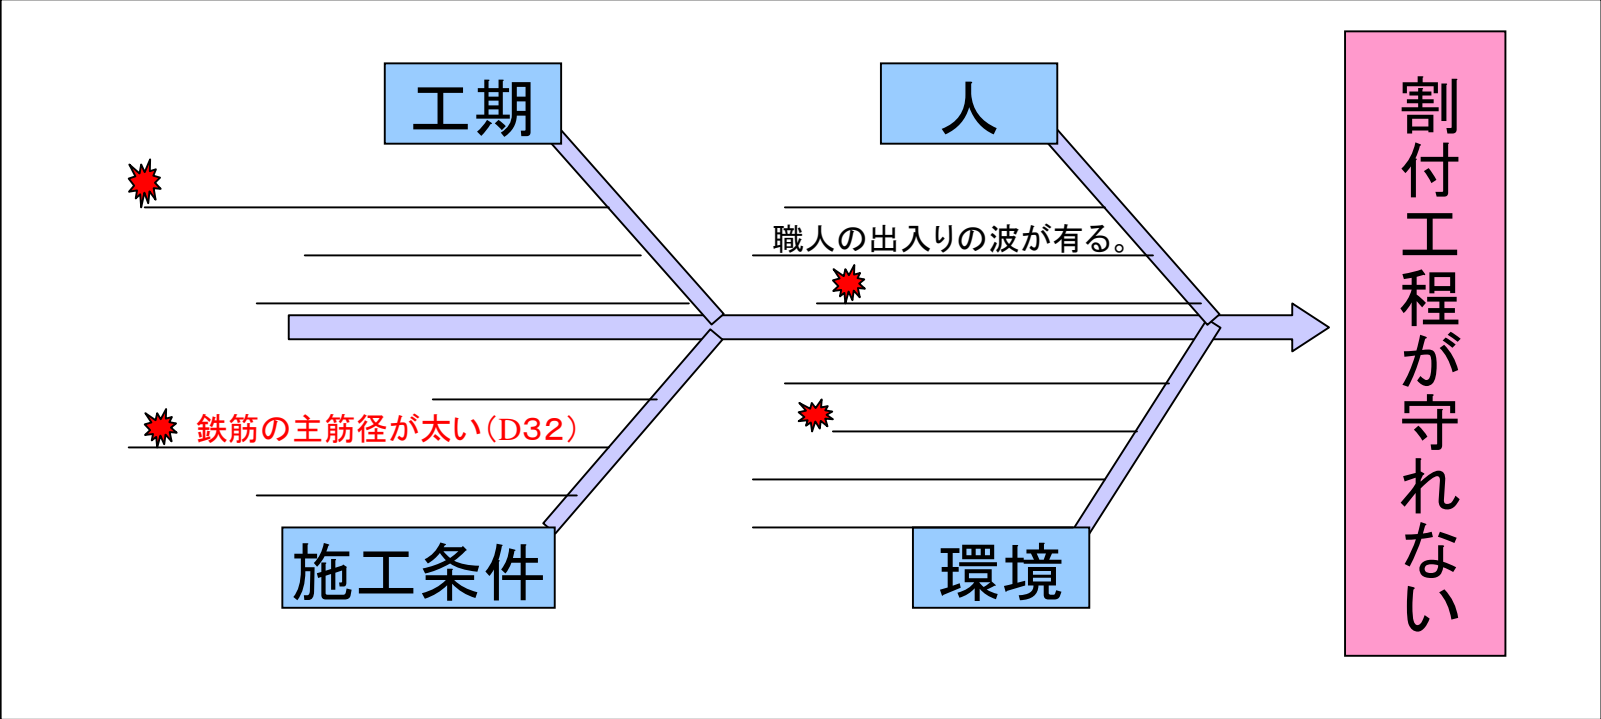 工期
人
職人の出入りの波が有る。
鉄筋の主筋径が太い（D３２）
施工条件
環境
割付工程が守れない